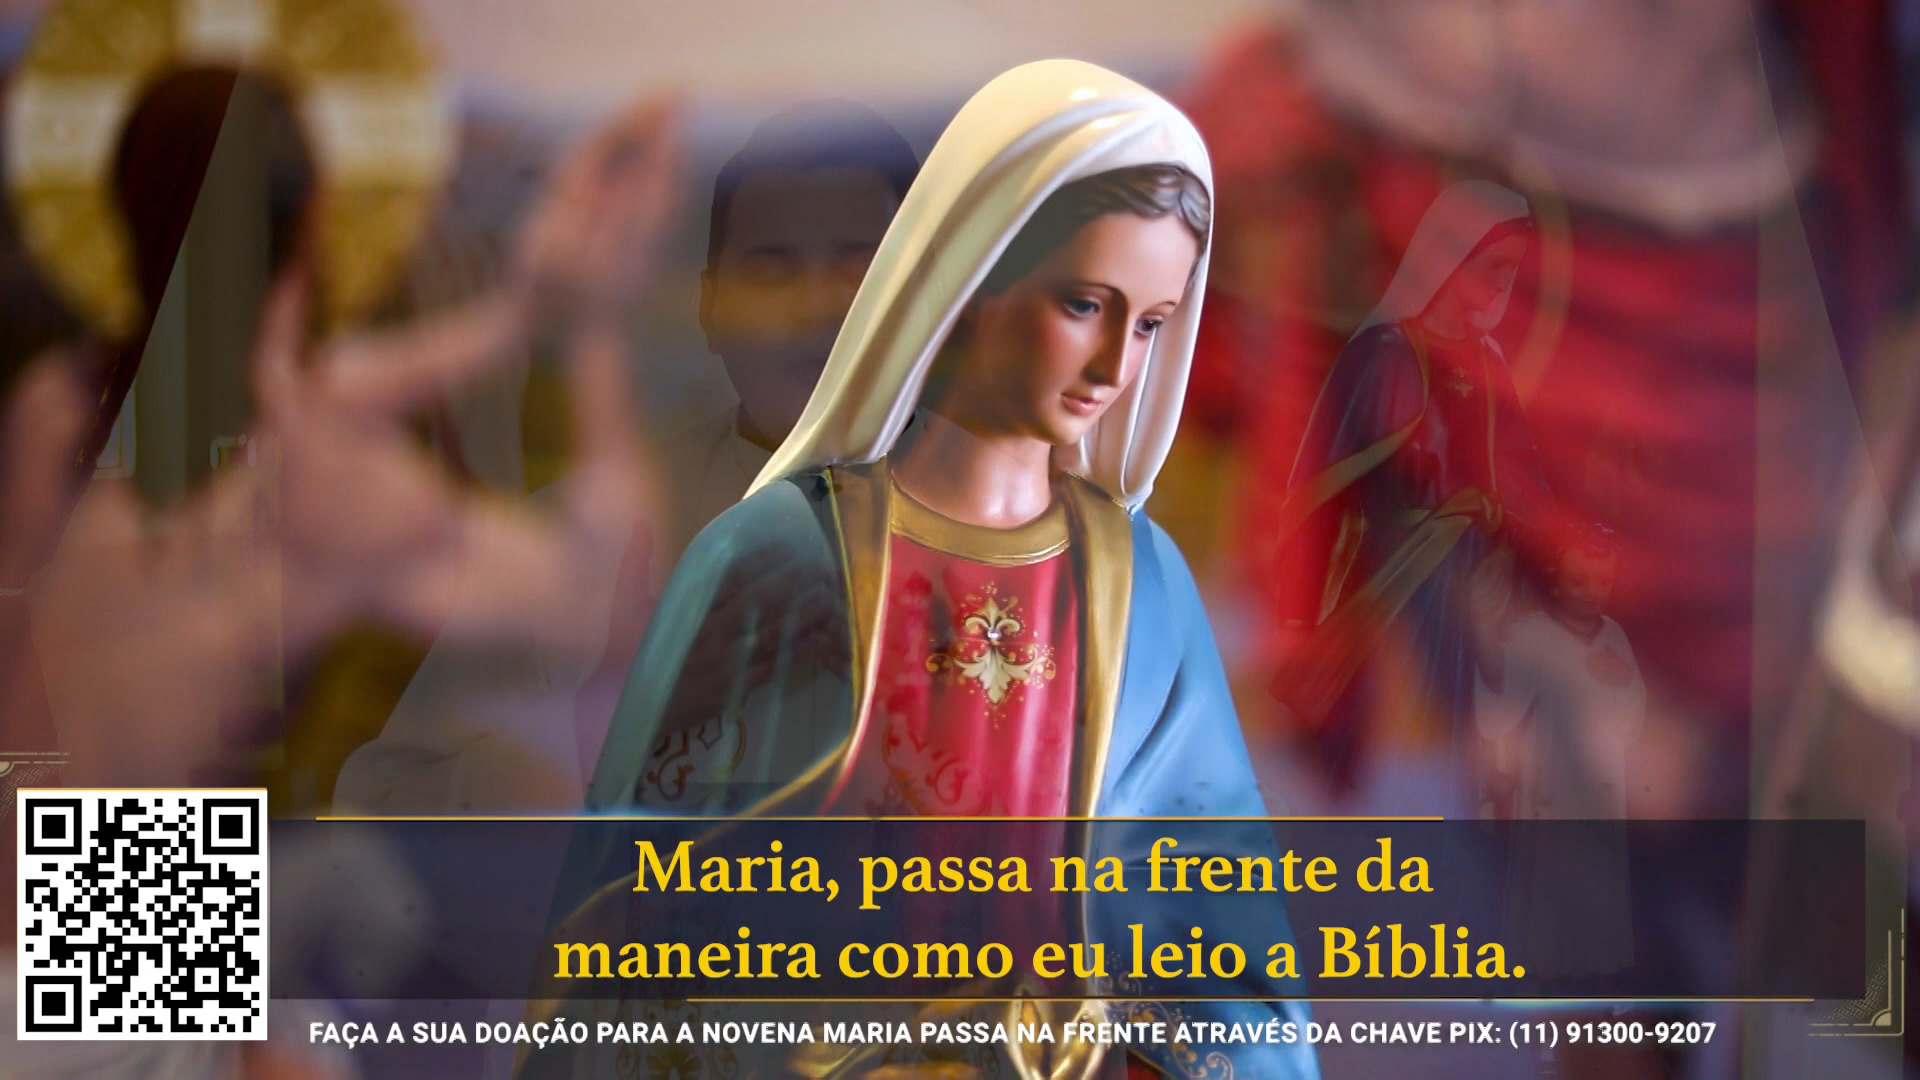 Maria, passa na frente da
maneira como eu leio a Bíblia.
FAÇA A SUA DOAÇÃO PARA A NOVENA MARIA PASSA NA FRENTE ATRAVÉS DA CHAVE PIX: (11) 91300-9207